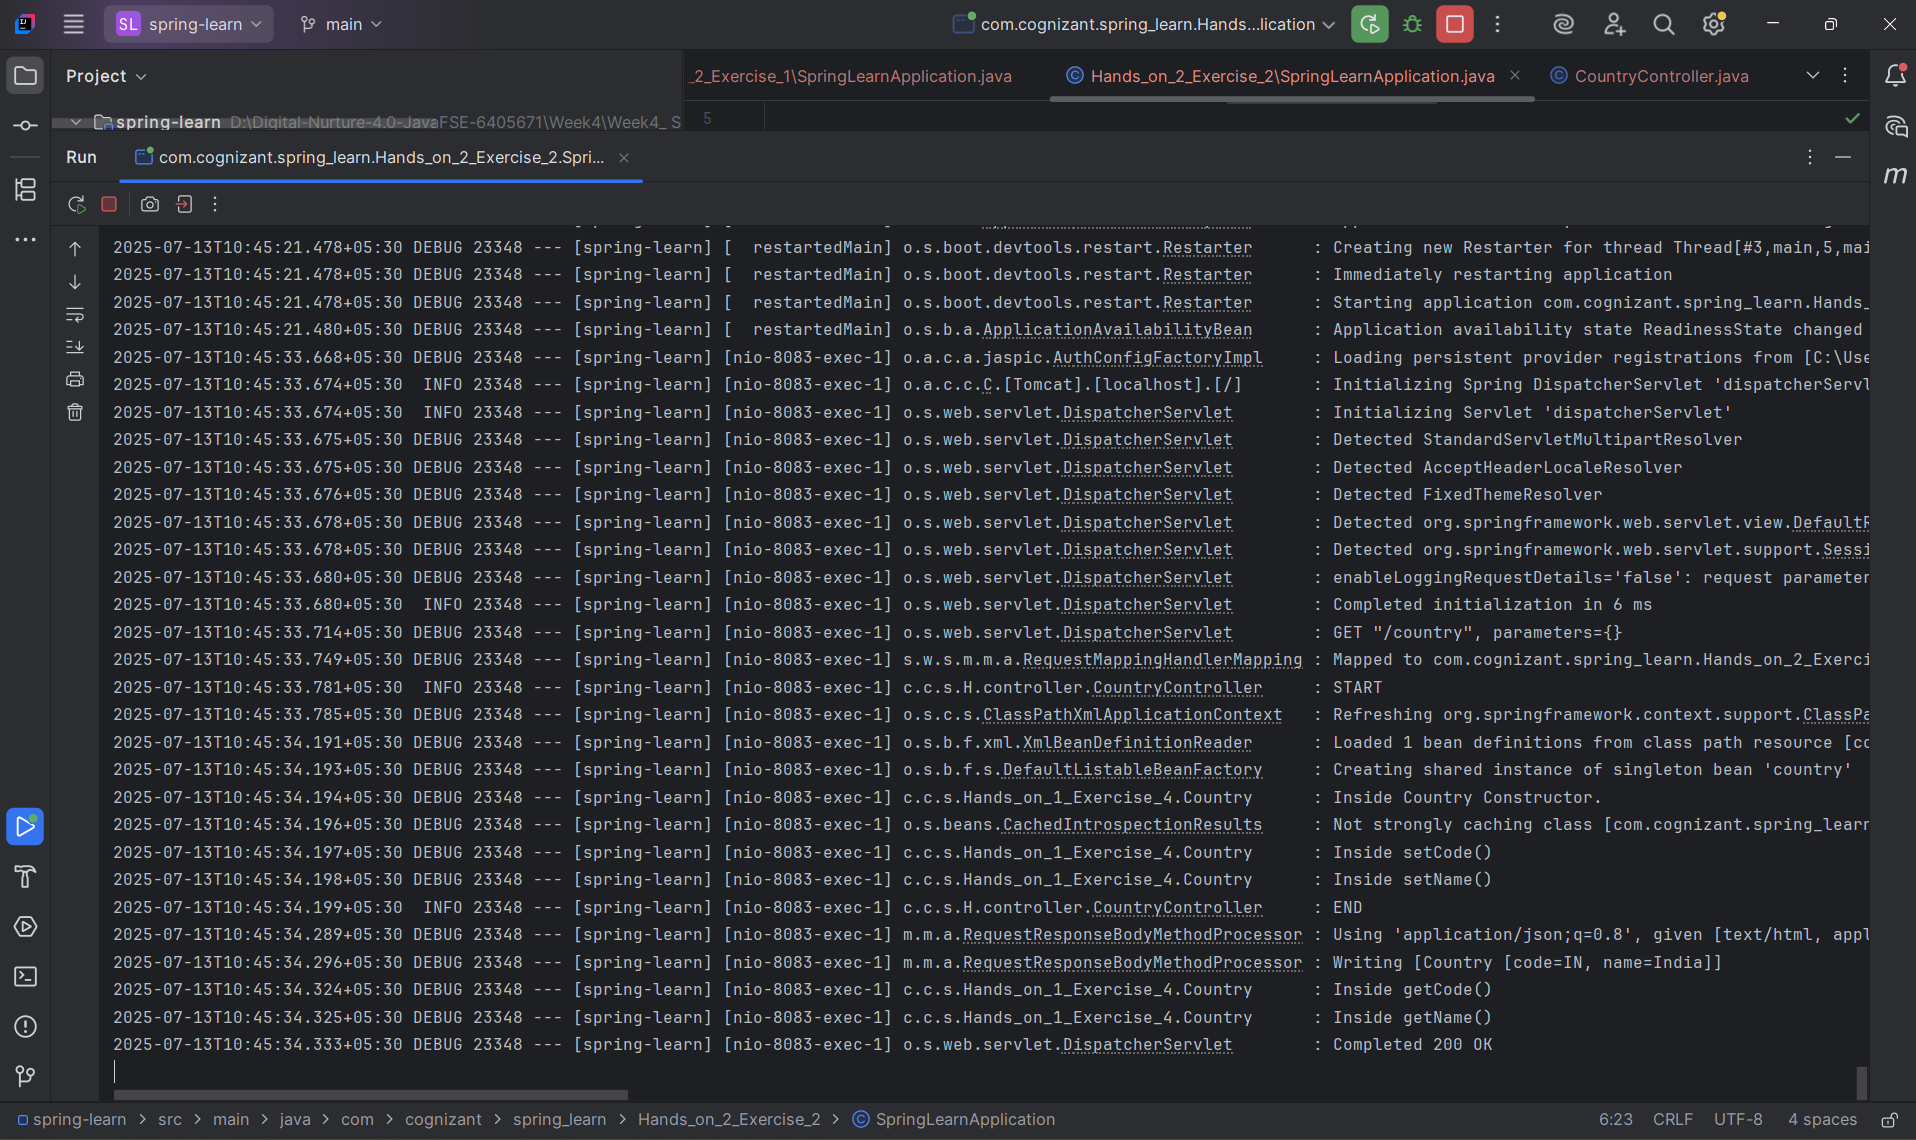 SL spring-learn main com.cognizant.spring_learn.Hands...lication
Project
_2_Exercise_1\SpringLearnApplication.java Hands_on_2_Exercise_2\SpringLearnApplication.java CountryController.java
spring-learn D:\Digital-Nurture-4.0-JavaFSE-6405671\Week4\Week4_ S
5
Run com.cognizant.spring_learn.Hands_on_2_Exercise_2.Spri...
2025-07-13T10:45:21.478+05:30 DEBUG 23348 --- [spring-learn] [  restartedMain] o.s.boot.devtools.restart.Restarter : Creating new Restarter for thread Thread[#3,main,5,mai
2025-07-13T10:45:21.478+05:30 DEBUG 23348 --- [spring-learn] [  restartedMain] o.s.boot.devtools.restart.Restarter : Immediately restarting application
2025-07-13T10:45:21.478+05:30 DEBUG 23348 --- [spring-learn] [  restartedMain] o.s.boot.devtools.restart.Restarter : Starting application com.cognizant.spring_learn.Hands_
2025-07-13T10:45:21.480+05:30 DEBUG 23348 --- [spring-learn] [  restartedMain] o.s.b.a.ApplicationAvailabilityBean : Application availability state ReadinessState changed
2025-07-13T10:45:33.668+05:30 DEBUG 23348 --- [spring-learn] [nio-8083-exec-1] o.a.c.a.jaspic.AuthConfigFactoryImpl : Loading persistent provider registrations from [C:\Use
2025-07-13T10:45:33.674+05:30  INFO 23348 --- [spring-learn] [nio-8083-exec-1] o.a.c.c.C.[Tomcat].[localhost].[/] : Initializing Spring DispatcherServlet 'dispatcherServl
2025-07-13T10:45:33.674+05:30  INFO 23348 --- [spring-learn] [nio-8083-exec-1] o.s.web.servlet.DispatcherServlet : Initializing Servlet 'dispatcherServlet'
2025-07-13T10:45:33.675+05:30 DEBUG 23348 --- [spring-learn] [nio-8083-exec-1] o.s.web.servlet.DispatcherServlet : Detected StandardServletMultipartResolver
2025-07-13T10:45:33.675+05:30 DEBUG 23348 --- [spring-learn] [nio-8083-exec-1] o.s.web.servlet.DispatcherServlet : Detected AcceptHeaderLocaleResolver
2025-07-13T10:45:33.676+05:30 DEBUG 23348 --- [spring-learn] [nio-8083-exec-1] o.s.web.servlet.DispatcherServlet : Detected FixedThemeResolver
2025-07-13T10:45:33.678+05:30 DEBUG 23348 --- [spring-learn] [nio-8083-exec-1] o.s.web.servlet.DispatcherServlet : Detected org.springframework.web.servlet.view.DefaultR
2025-07-13T10:45:33.678+05:30 DEBUG 23348 --- [spring-learn] [nio-8083-exec-1] o.s.web.servlet.DispatcherServlet : Detected org.springframework.web.servlet.support.Sessi
2025-07-13T10:45:33.680+05:30 DEBUG 23348 --- [spring-learn] [nio-8083-exec-1] o.s.web.servlet.DispatcherServlet : enableLoggingRequestDetails='false': request parameter
2025-07-13T10:45:33.680+05:30  INFO 23348 --- [spring-learn] [nio-8083-exec-1] o.s.web.servlet.DispatcherServlet : Completed initialization in 6 ms
2025-07-13T10:45:33.714+05:30 DEBUG 23348 --- [spring-learn] [nio-8083-exec-1] o.s.web.servlet.DispatcherServlet : GET "/country", parameters={}
2025-07-13T10:45:33.749+05:30 DEBUG 23348 --- [spring-learn] [nio-8083-exec-1] s.w.s.m.m.a.RequestMappingHandlerMapping : Mapped to com.cognizant.spring_learn.Hands_on_2_Exerci
2025-07-13T10:45:33.781+05:30  INFO 23348 --- [spring-learn] [nio-8083-exec-1] c.c.s.H.controller.CountryController : START
2025-07-13T10:45:33.785+05:30 DEBUG 23348 --- [spring-learn] [nio-8083-exec-1] o.s.c.s.ClassPathXmlApplicationContext : Refreshing org.springframework.context.support.ClassPa
2025-07-13T10:45:34.191+05:30 DEBUG 23348 --- [spring-learn] [nio-8083-exec-1] o.s.b.f.xml.XmlBeanDefinitionReader : Loaded 1 bean definitions from class path resource [co
2025-07-13T10:45:34.193+05:30 DEBUG 23348 --- [spring-learn] [nio-8083-exec-1] o.s.b.f.s.DefaultListableBeanFactory : Creating shared instance of singleton bean 'country'
2025-07-13T10:45:34.194+05:30 DEBUG 23348 --- [spring-learn] [nio-8083-exec-1] c.c.s.Hands_on_1_Exercise_4.Country : Inside Country Constructor.
2025-07-13T10:45:34.196+05:30 DEBUG 23348 --- [spring-learn] [nio-8083-exec-1] o.s.beans.CachedIntrospectionResults : Not strongly caching class [com.cognizant.spring_learn
2025-07-13T10:45:34.197+05:30 DEBUG 23348 --- [spring-learn] [nio-8083-exec-1] c.c.s.Hands_on_1_Exercise_4.Country : Inside setCode()
2025-07-13T10:45:34.198+05:30 DEBUG 23348 --- [spring-learn] [nio-8083-exec-1] c.c.s.Hands_on_1_Exercise_4.Country : Inside setName()
2025-07-13T10:45:34.199+05:30  INFO 23348 --- [spring-learn] [nio-8083-exec-1] c.c.s.H.controller.CountryController : END
2025-07-13T10:45:34.289+05:30 DEBUG 23348 --- [spring-learn] [nio-8083-exec-1] m.m.a.RequestResponseBodyMethodProcessor : Using 'application/json;q=0.8', given [text/html, appl
2025-07-13T10:45:34.296+05:30 DEBUG 23348 --- [spring-learn] [nio-8083-exec-1] m.m.a.RequestResponseBodyMethodProcessor : Writing [Country [code=IN, name=India]]
2025-07-13T10:45:34.324+05:30 DEBUG 23348 --- [spring-learn] [nio-8083-exec-1] c.c.s.Hands_on_1_Exercise_4.Country : Inside getCode()
2025-07-13T10:45:34.325+05:30 DEBUG 23348 --- [spring-learn] [nio-8083-exec-1] c.c.s.Hands_on_1_Exercise_4.Country : Inside getName()
2025-07-13T10:45:34.333+05:30 DEBUG 23348 --- [spring-learn] [nio-8083-exec-1] o.s.web.servlet.DispatcherServlet : Completed 200 OK
spring-learn > src > main > java > com > cognizant > spring_learn > Hands_on_2_Exercise_2 > SpringLearnApplication 6:23 CRLF UTF-8 4 spaces